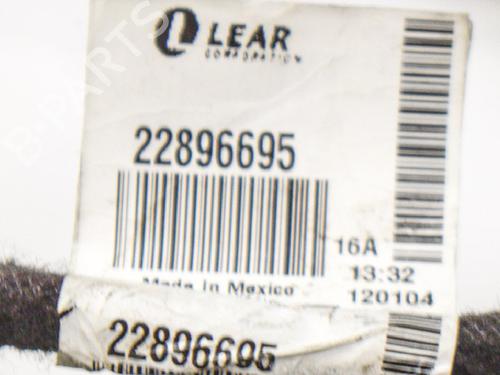 LEAR
CORPORATION
22896695
16A
13:32
Made in Mexico
120104
22896695
B-PARTS